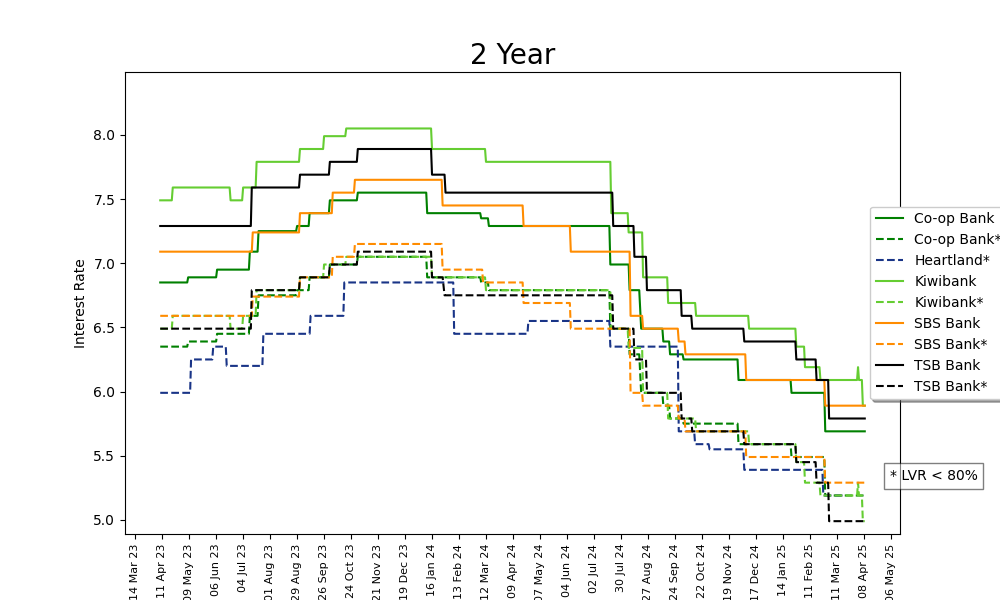 2 Year
Interest Rate
8.0
7.5
7.0
6.5
6.0
5.5
5.0
14 Mar 23
11 Apr 23
09 May 23
06 Jun 23
04 Jul 23
01 Aug 23
29 Aug 23
26 Sep 23
24 Oct 23
21 Nov 23
19 Dec 23
16 Jan 24
13 Feb 24
12 Mar 24
09 Apr 24
07 May 24
04 Jun 24
02 Jul 24
30 Jul 24
27 Aug 24
24 Sep 24
22 Oct 24
19 Nov 24
17 Dec 24
14 Jan 25
11 Feb 25
11 Mar 25
08 Apr 25
06 May 25
Co-op Bank
Co-op Bank*
Heartland*
Kiwibank
Kiwibank*
SBS Bank
SBS Bank*
TSB Bank
TSB Bank*
* LVR < 80%